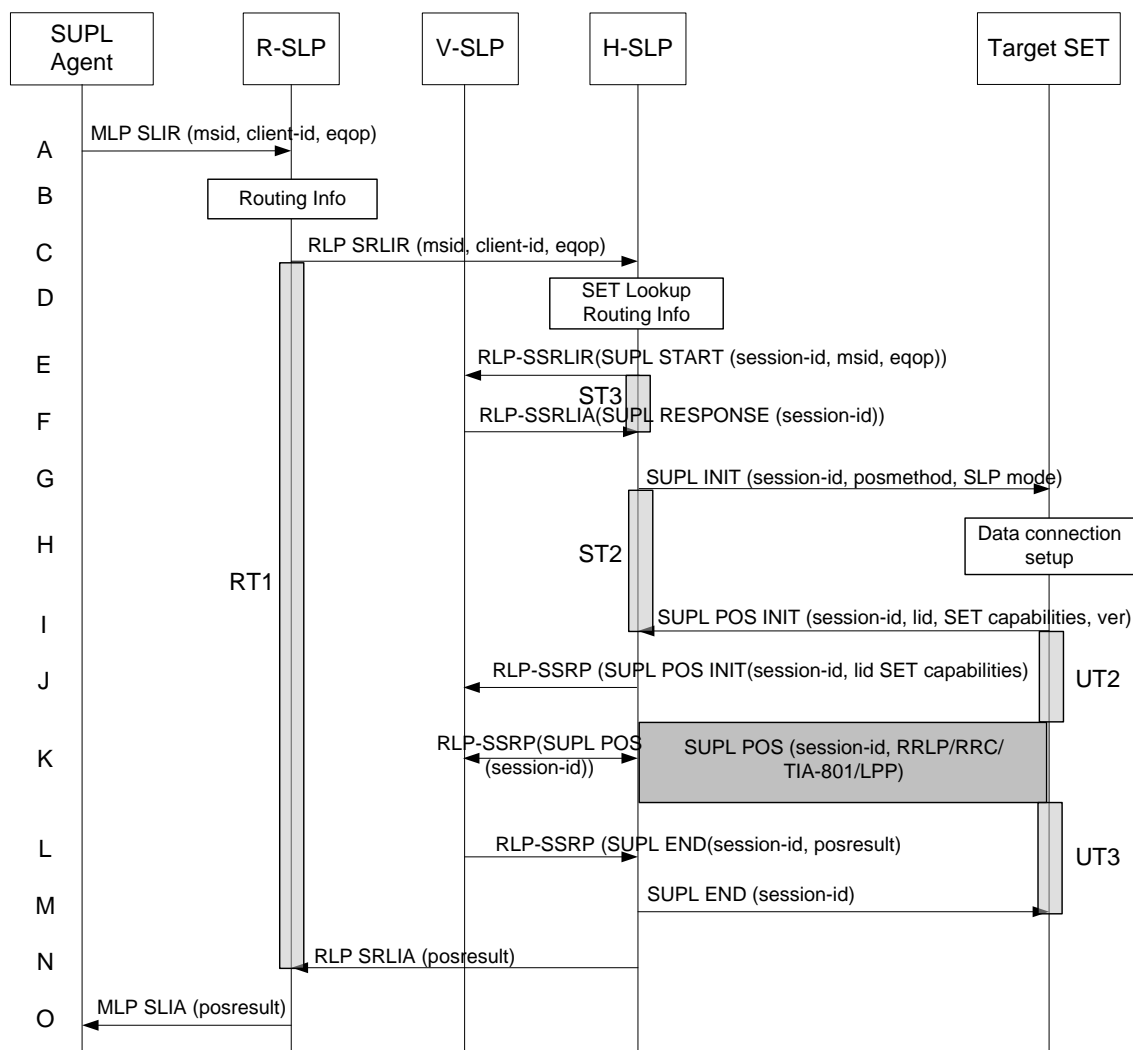 SUPL
Agent
R-SLP
V-SLP
H-SLP
Target SET
A
MLP SLIR (msid, client-id, eqop)
B
Routing Info
C
RLP SRLIR (msid, client-id, eqop)
D
SET Lookup
Routing Info
E
RLP-SSRLIR(SUPL START (session-id, msid, eqop))
ST3
F
RLP-SSRLIA(SUPL RESPONSE (session-id))
G
SUPL INIT (session-id, posmethod, SLP mode)
H
Data connection
setup
RT1
ST2
I
SUPL POS INIT (session-id, lid, SET capabilities, ver)
J
RLP-SSRP (SUPL POS INIT(session-id, lid SET capabilities)
UT2
K
RLP-SSRP(SUPL POS
(session-id))
SUPL POS (session-id, RRLP/RRC/
TIA-801/LPP)
L
RLP-SSRP (SUPL END(session-id, posresult)
UT3
M
SUPL END (session-id)
N
RLP SRLIA (posresult)
O
MLP SLIA (posresult)